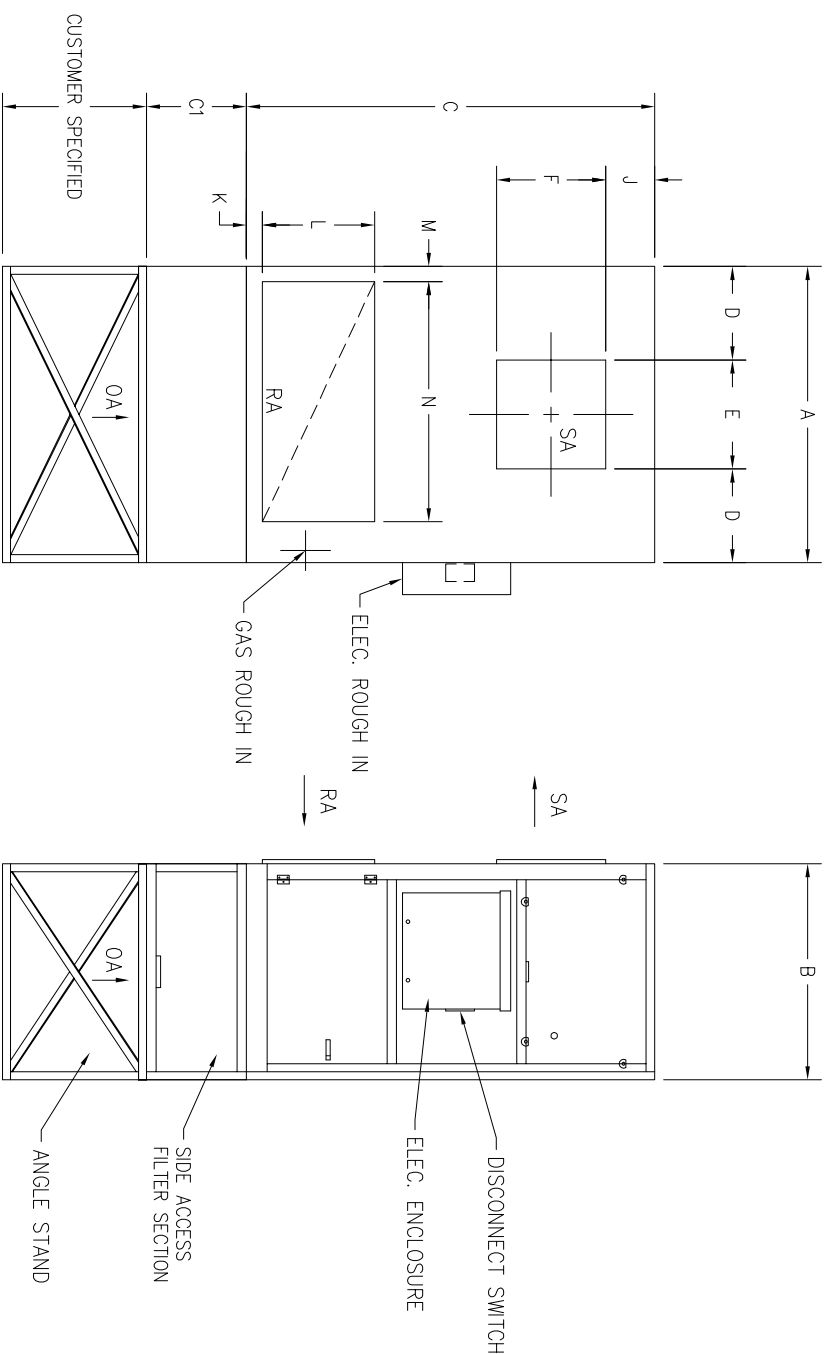 CUSTOMER SPECIFIED
C1
C
K
L
M
F
J
D
A
E
D
N
SA
RA
OA
GAS ROUGH IN
ELEC. ROUGH IN
RA
SA
B
OA
DISCONNECT SWITCH
ELEC. ENCLOSURE
SIDE ACCESS
FILTER SECTION
ANGLE STAND